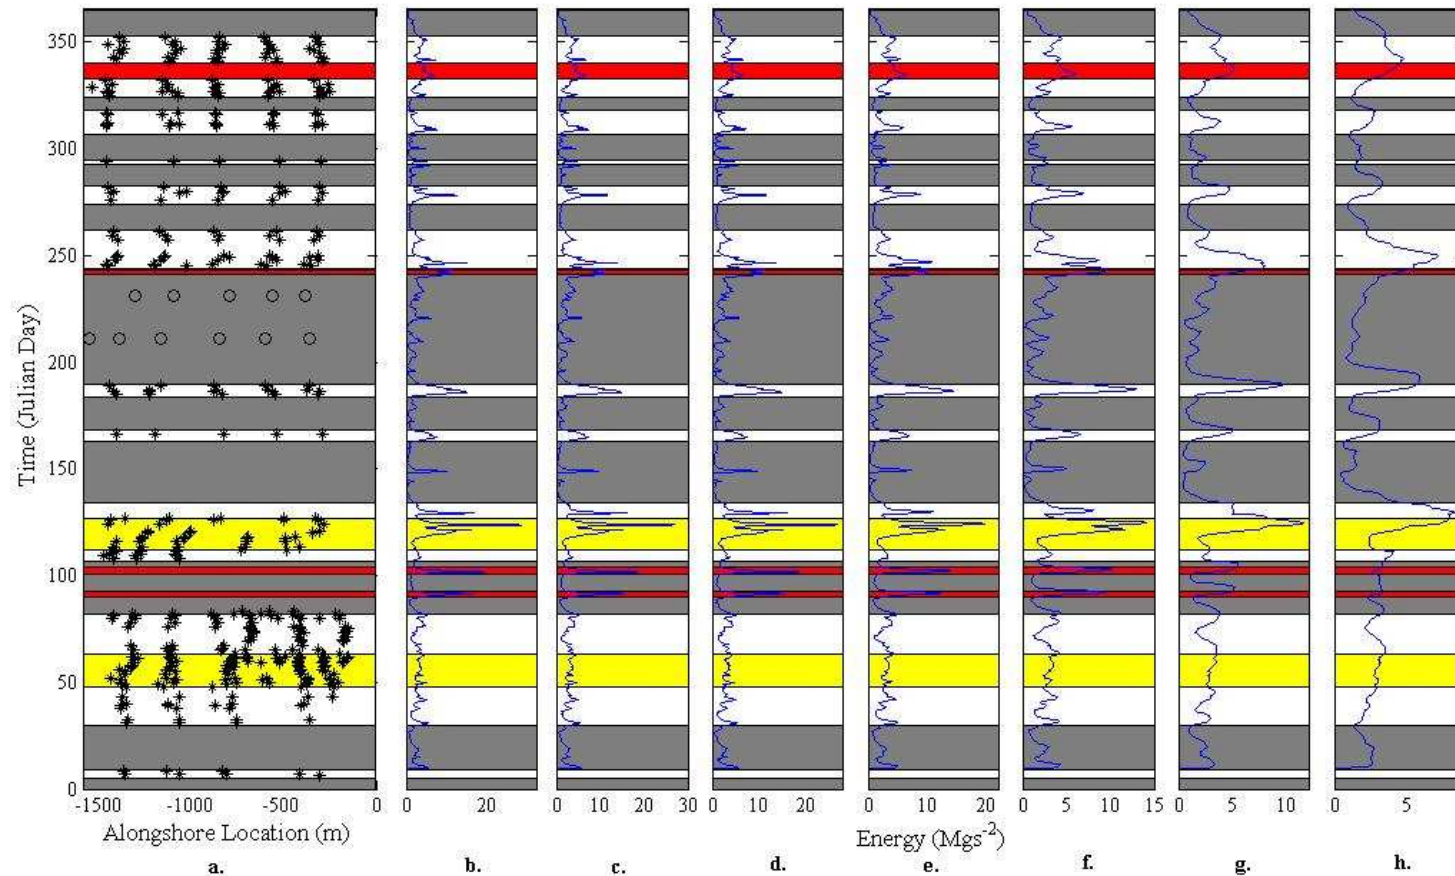 350
300
250
200
150
100
50
0
Time (Julian Day)
-1500 -1000 -500 0
0 20
0 10 20 30
0 10 20
0 10 20
0 5 10 15
0 5 10
0 5
Alongshore Location (m)
Energy (Mgs-2)
a. b. c. d. e. f. g. h.